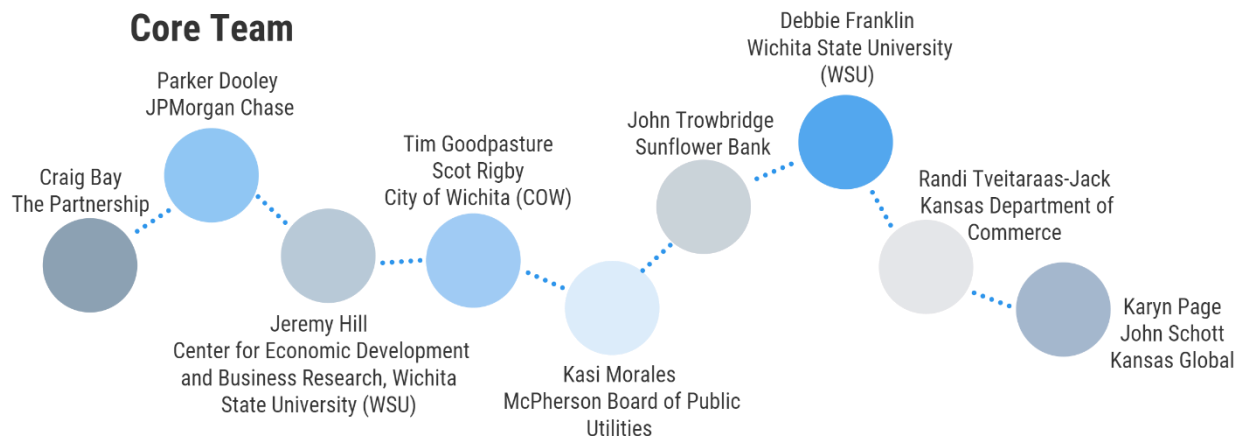 Core Team
Craig Bay
The Partnership
Parker Dooley
JPMorgan Chase
Jeremy Hill
Center for Economic Development
and Business Research, Wichita
State University (WSU)
Tim Goodpasture
Scot Rigby
City of Wichita (COW)
Kasi Morales
McPherson Board of Public
Utilities
John Trowbridge
Sunflower Bank
Debbie Franklin
Wichita State University
(WSU)
Randi Tveitaraas-Jack
Kansas Department of
Commerce
Karyn Page
John Schott
Kansas Global